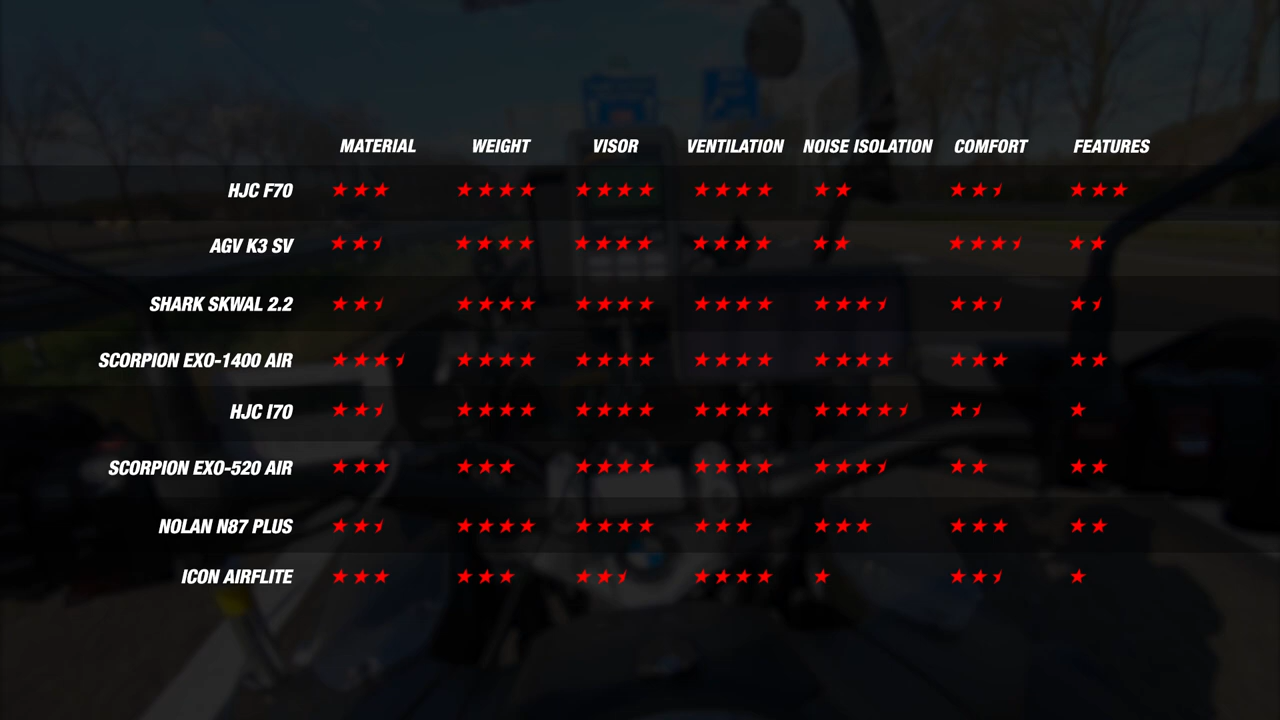 MATERIAL WEIGHT VISOR VENTILATION NOISE ISOLATION COMFORT FEATURES
HJC F70
AGV K3 SV
SHARK SKWAL 2.2
SCORPION EXO-1400 AIR
HJC I70
SCORPION EXO-520 AIR
NOLAN N87 PLUS
ICON AIRFLITE